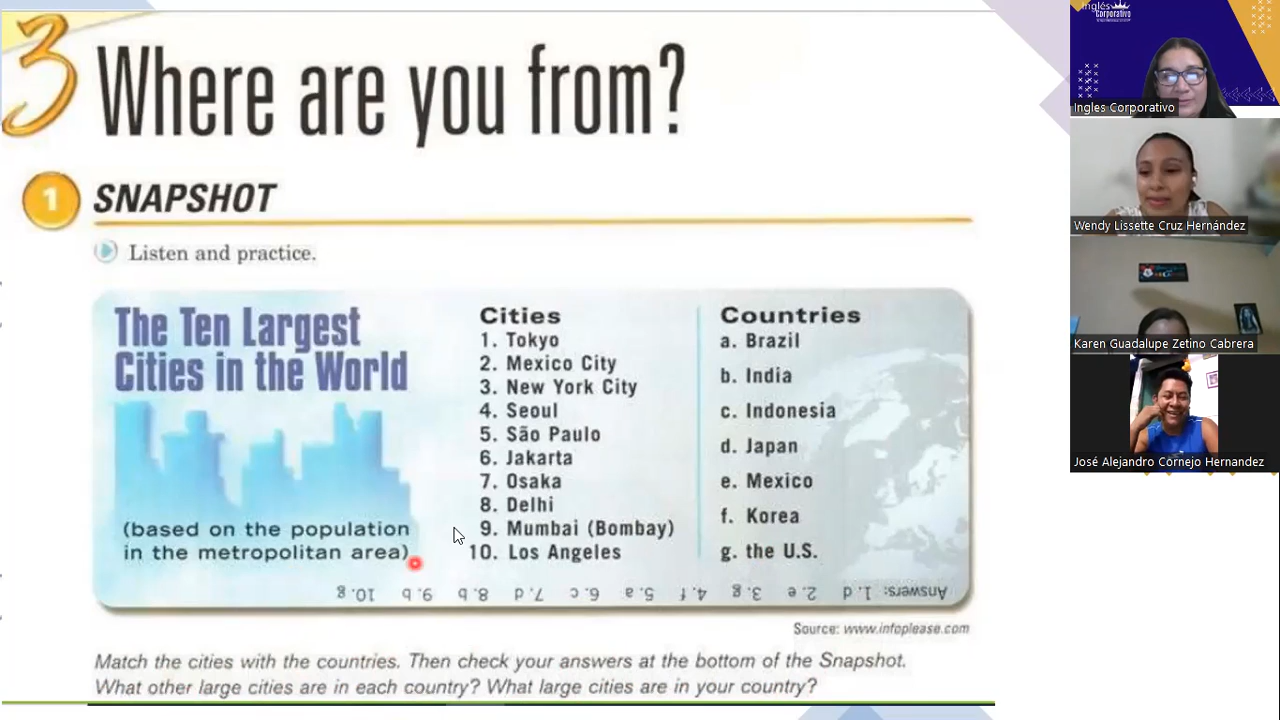 3 Where are you from?
1 SNAPSHOT
Listen and practice.
The Ten Largest
Cities in the World
(based on the population
in the metropolitan area)
Cities
1. Tokyo
2. Mexico City
3. New York City
4. Seoul
5. São Paulo
6. Jakarta
7. Osaka
8. Delhi
9. Mumbai (Bombay)
10. Los Angeles
Countries
a. Brazil
b. India
c. Indonesia
d. Japan
e. Mexico
f. Korea
g. the U.S.
Answers: 1. d 2. e 3. g 4. f 5. a 6. c 7. d 8. b 9. b 10. g
Source: www.infoplease.com
Match the cities with the countries. Then check your answers at the bottom of the Snapshot.
What other large cities are in each country? What large cities are in your country?
Inglés
Corporativo
Ingles Corporativo
Wendy Lissette Cruz Hernández
Karen Guadalupe Zetino Cabrera
José Alejandro Cornejo Hernandez